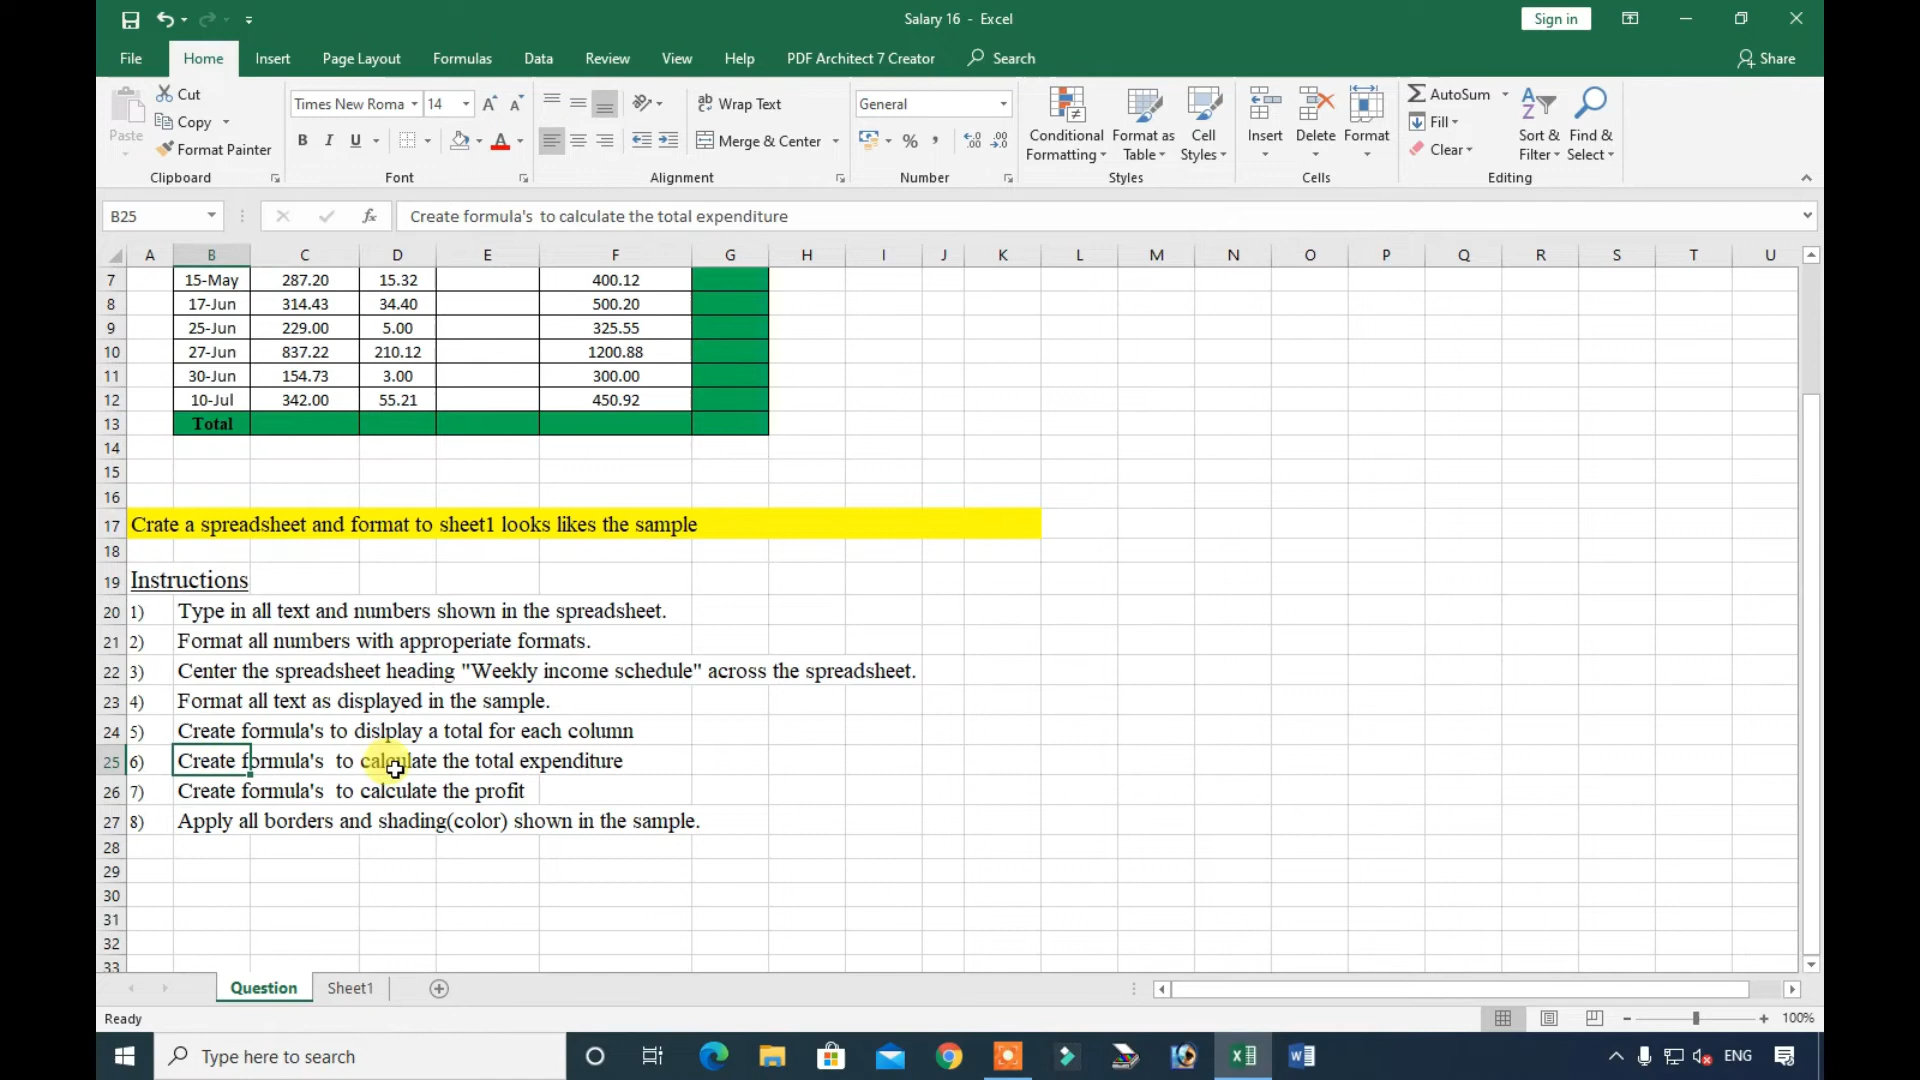 Salary 16 - Excel
Sign in
File Home Insert Page Layout Formulas Data Review View Help PDF Architect 7 Creator Search Share
Paste
Cut
Copy
Format Painter
Clipboard
Times New Roma 14
B I U
Font
Wrap Text
Merge & Center
Alignment
General
Number
Conditional Formatting
Format as Table
Cell Styles
Styles
Insert Delete Format
Cells
AutoSum
Fill
Clear
Sort & Filter
Find & Select
Editing
B25 fx Create formula's to calculate the total expenditure
A B C D E F G H I J K L M N O P Q R S T U
7 15-May 287.20 15.32 400.12
8 17-Jun 314.43 34.40 500.20
9 25-Jun 229.00 5.00 325.55
10 27-Jun 837.22 210.12 1200.88
11 30-Jun 154.73 3.00 300.00
12 10-Jul 342.00 55.21 450.92
13 Total
14
15
16
17 Crate a spreadsheet and format to sheet1 looks likes the sample
18
19 Instructions
20 1) Type in all text and numbers shown in the spreadsheet.
21 2) Format all numbers with approperiate formats.
22 3) Center the spreadsheet heading "Weekly income schedule" across the spreadsheet.
23 4) Format all text as displayed in the sample.
24 5) Create formula's to dislplay a total for each column
25 6) Create formula's to calculate the total expenditure
26 7) Create formula's to calculate the profit
27 8) Apply all borders and shading(color) shown in the sample.
28
29
30
31
32
33
Question Sheet1
Ready 100%
Type here to search ENG